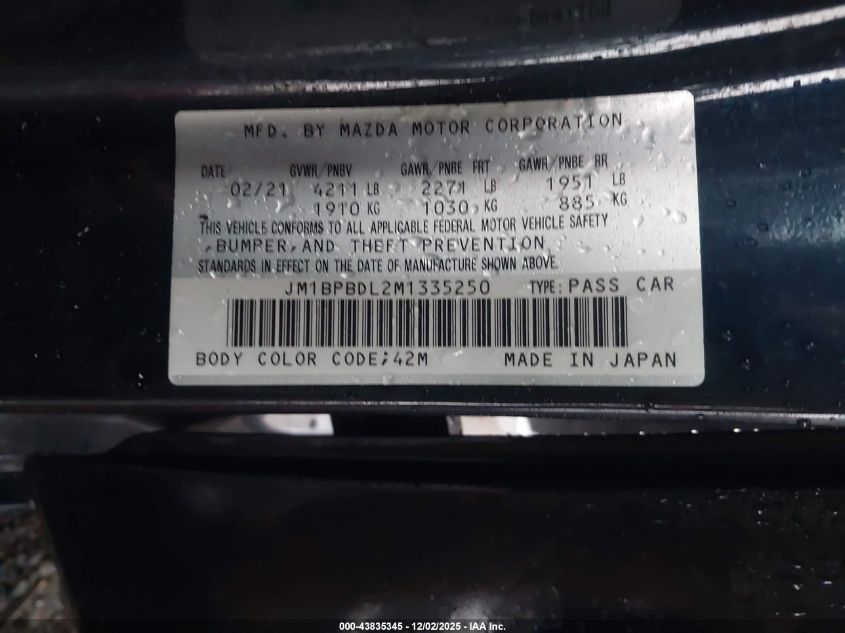 MFD. BY MAZDA MOTOR CORPORATION
DATE GVWR/PNBV GAWR/PNBE FRT GAWR/PNBE RR
02/21 4211 LB 2271 LB 1951 LB
1910 KG 1030 KG 885 KG
THIS VEHICLE CONFORMS TO ALL APPLICABLE FEDERAL MOTOR VEHICLE SAFETY
,BUMPER,AND THEFT PREVENTION
STANDARDS IN EFFECT ON THE DATE OF MANUFACTURE SHOWN ABOVE.
JM1BPBDL2M1335250 TYPE: PASS CAR
BODY COLOR CODE;42M MADE IN JAPAN
000-43835345 - 12/02/2025 - IAA Inc.